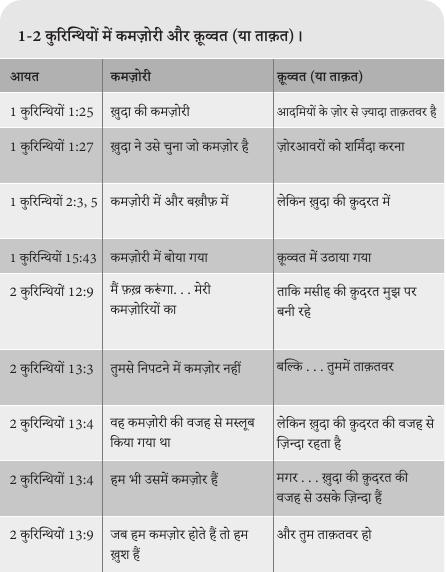 1-2 कुरिन्थियों में कमज़ोरी और क़ूव्वत (या ताक़त)।
आयत कमज़ोरी क़ूव्वत (या ताक़त)
1 कुरिन्थियों 1:25 ख़ुदा की कमज़ोरी आदमियों के ज़ोर से ज़्यादा ताक़तवर है
1 कुरिन्थियों 1:27 ख़ुदा ने उसे चुना जो कमज़ोर है ज़ोरआवरों को शर्मिंदा करना
1 कुरिन्थियों 2:3, 5 कमज़ोरी में और बख़ौफ़ में लेकिन ख़ुदा की क़ुदरत में
1 कुरिन्थियों 15:43 कमज़ोरी में बोया गया क़ूव्वत में उठाया गया
2 कुरिन्थियों 12:9 मैं फ़ख़्र करूंगा. . . मेरी
कमज़ोरियों का
ताकि मसीह की क़ुदरत मुझ पर
बनी रहे
2 कुरिन्थियों 13:3 तुमसे निपटने में कमज़ोर नहीं बल्कि . . . तुममें ताक़तवर
2 कुरिन्थियों 13:4 वह कमज़ोरी की वजह से मस्लूब
किया गया था
लेकिन ख़ुदा की क़ुदरत की वजह से
ज़िन्दा रहता है
2 कुरिन्थियों 13:4 हम भी उसमें कमज़ोर हैं मगर . . . ख़ुदा की क़ुदरत की
वजह से उसके ज़िन्दा हैं
2 कुरिन्थियों 13:9 जब हम कमज़ोर होते हैं तो हम
ख़ुश हैं
और तुम ताक़तवर हो